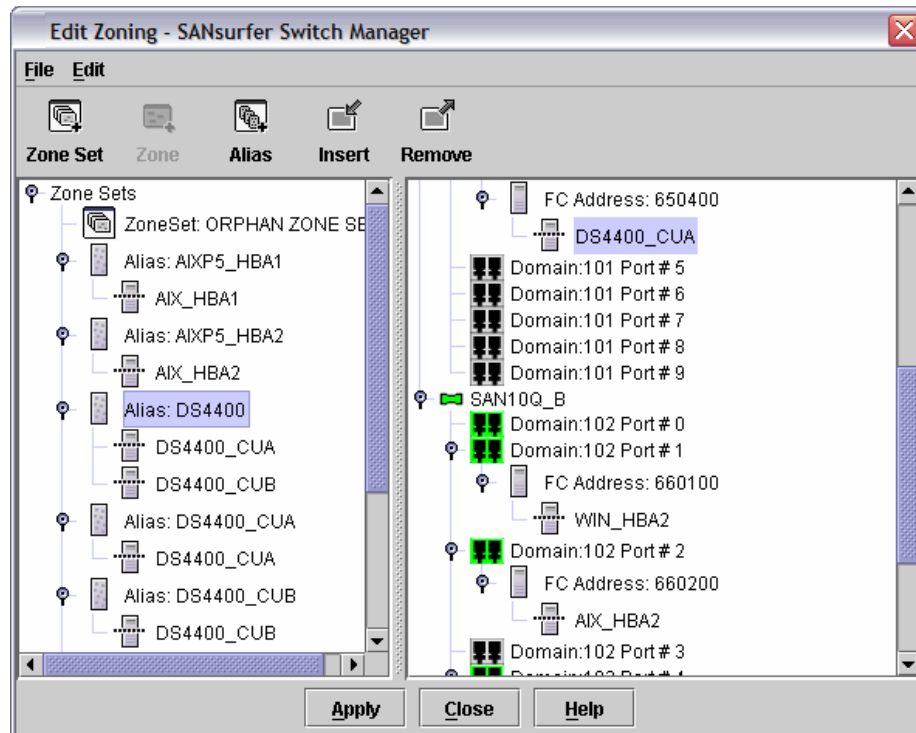 Edit Zoning - SANsurfer Switch Manager
File Edit
Zone Set Zone Alias Insert Remove
Zone Sets
ZoneSet: ORPHAN ZONE SE
Alias: AIXP5_HBA1
AIX_HBA1
Alias: AIXP5_HBA2
AIX_HBA2
Alias: DS4400
DS4400_CUA
DS4400_CUB
Alias: DS4400_CUA
DS4400_CUA
Alias: DS4400_CUB
DS4400_CUB
FC Address: 650400
DS4400_CUA
Domain:101 Port# 5
Domain:101 Port# 6
Domain:101 Port# 7
Domain:101 Port# 8
Domain:101 Port# 9
SAN10Q_B
Domain:102 Port# 0
Domain:102 Port# 1
FC Address: 660100
WIN_HBA2
Domain:102 Port# 2
FC Address: 660200
AIX_HBA2
Domain:102 Port# 3
Apply Close Help